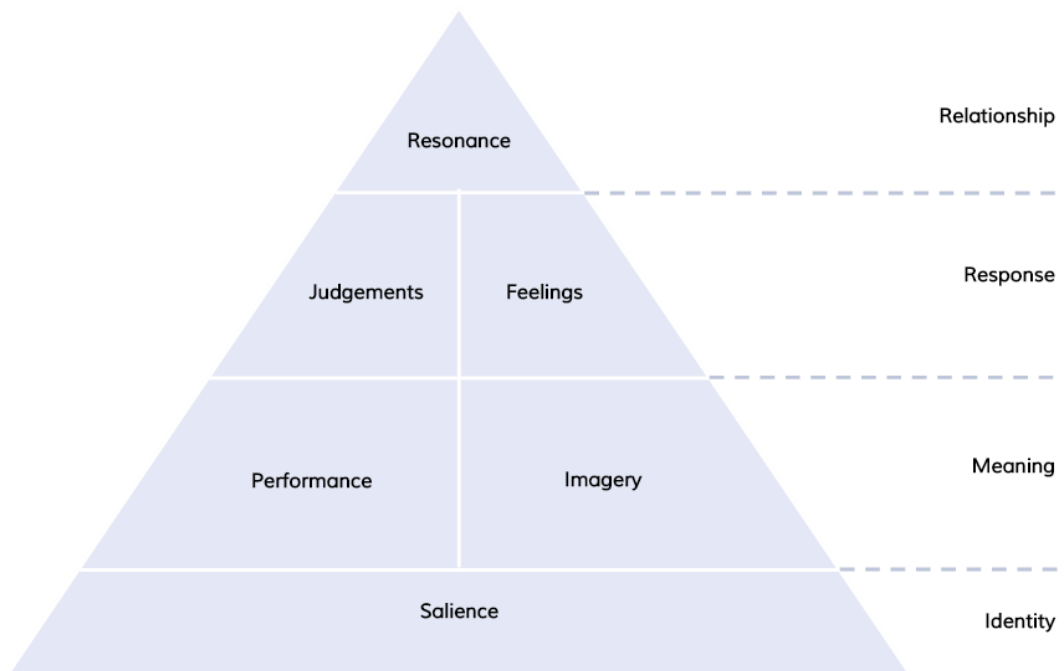 Relationship
Resonance
Response
Judgements
Feelings
Meaning
Performance
Imagery
Salience
Identity